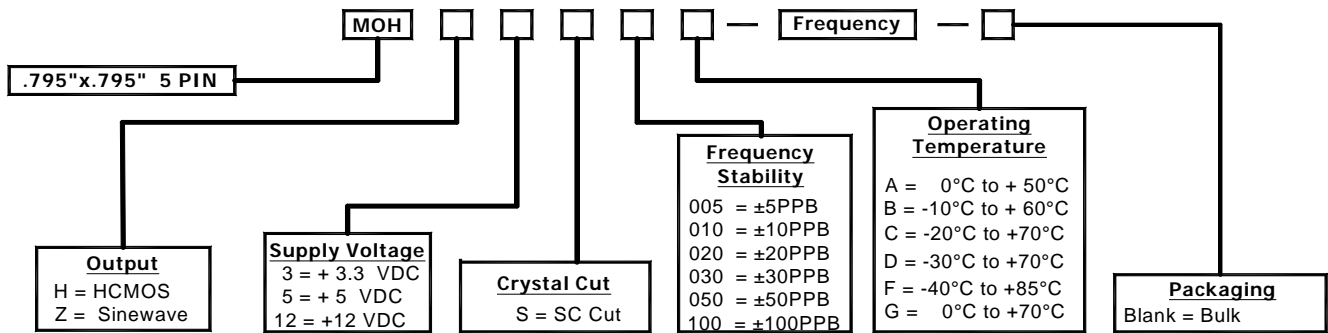 MOH — Frequency —
.795"x.795" 5 PIN
Output
H = HCMOS
Z = Sinewave
Supply Voltage
3 = + 3.3 VDC
5 = + 5 VDC
12 = +12 VDC
Crystal Cut
S = SC Cut
Frequency
Stability
005 = ±5PPB
010 = ±10PPB
020 = ±20PPB
030 = ±30PPB
050 = ±50PPB
100 = ±100PPB
Operating
Temperature
A = 0°C to + 50°C
B = -10°C to + 60°C
C = -20°C to +70°C
D = -30°C to +70°C
F = -40°C to +85°C
G = 0°C to +70°C
Packaging
Blank = Bulk